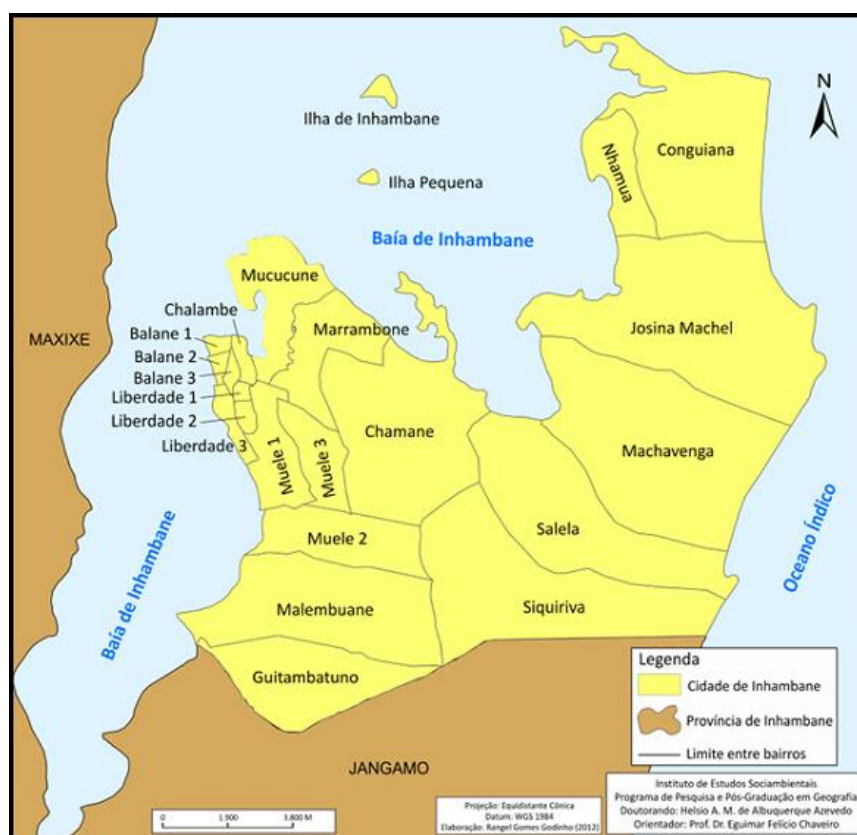 N
Ilha de Inhambane
Conguiana
Nhamua
Ilha Pequena
Baía de Inhambane
Mucucune
Chalambe
MAXIXE
Balane 1
Marrambone
Josina Machel
Balane 2
Balane 3
Liberdade 1
Liberdade 2
Chamane
Liberdade 3
Muele 1
Muele 3
Machavenga
Salela
Muele 2
Oceano Índico
Baía de Inhambane
Malembuane
Siquiriva
Guitambatuno
JANGAMO
Legenda
Cidade de Inhambane
Província de Inhambane
Limite entre bairros
0 1.900 3.800 M
Projeção: Equidistante Cônica
Datum: WGS 1984
Elaboração: Rangel Gomes Godinho (2012)
Instituto de Estudos Sociambientais
Programa de Pesquisa e Pós-Graduação em Geografia
Doutorando: Helsio A. M. de Albuquerque Azevedo
Orientador: Prof. Dr. Eguimar Felício Chaveiro